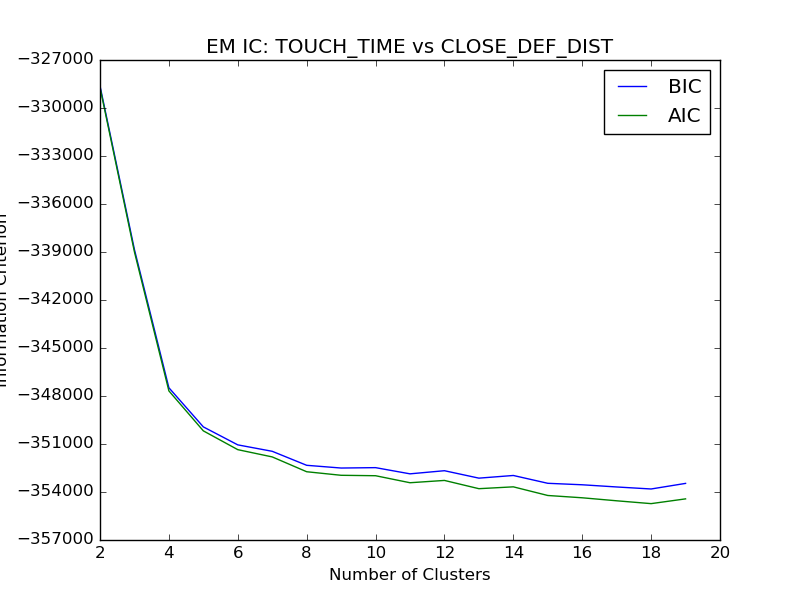 EM IC: TOUCH_TIME vs CLOSE_DEF_DIST
−327000
−330000
−333000
−336000
−339000
−342000
−345000
−348000
−351000
−354000
−357000
Information Criterion
BIC
AIC
2 4 6 8 10 12 14 16 18 20
Number of Clusters